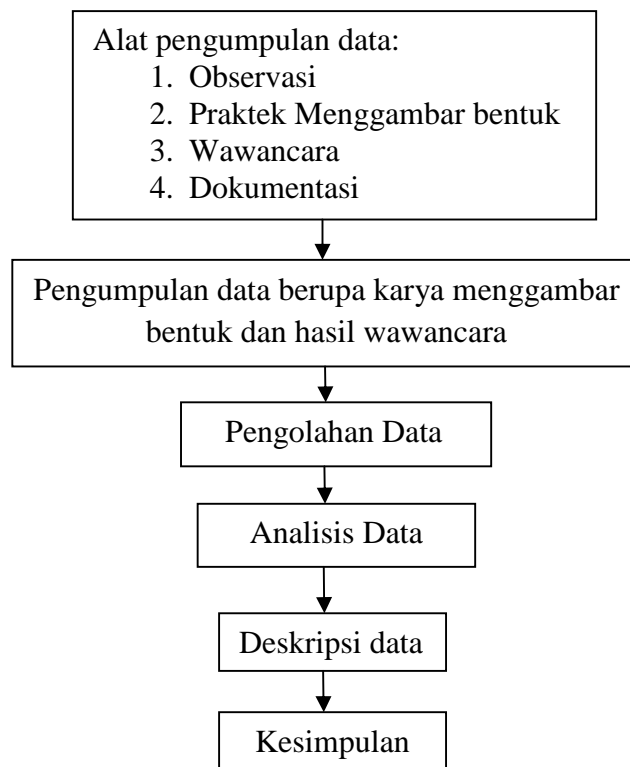 Alat pengumpulan data:
1. Observasi
2. Praktek Menggambar bentuk
3. Wawancara
4. Dokumentasi
Pengumpulan data berupa karya menggambar
bentuk dan hasil wawancara
Pengolahan Data
Analisis Data
Deskripsi data
Kesimpulan